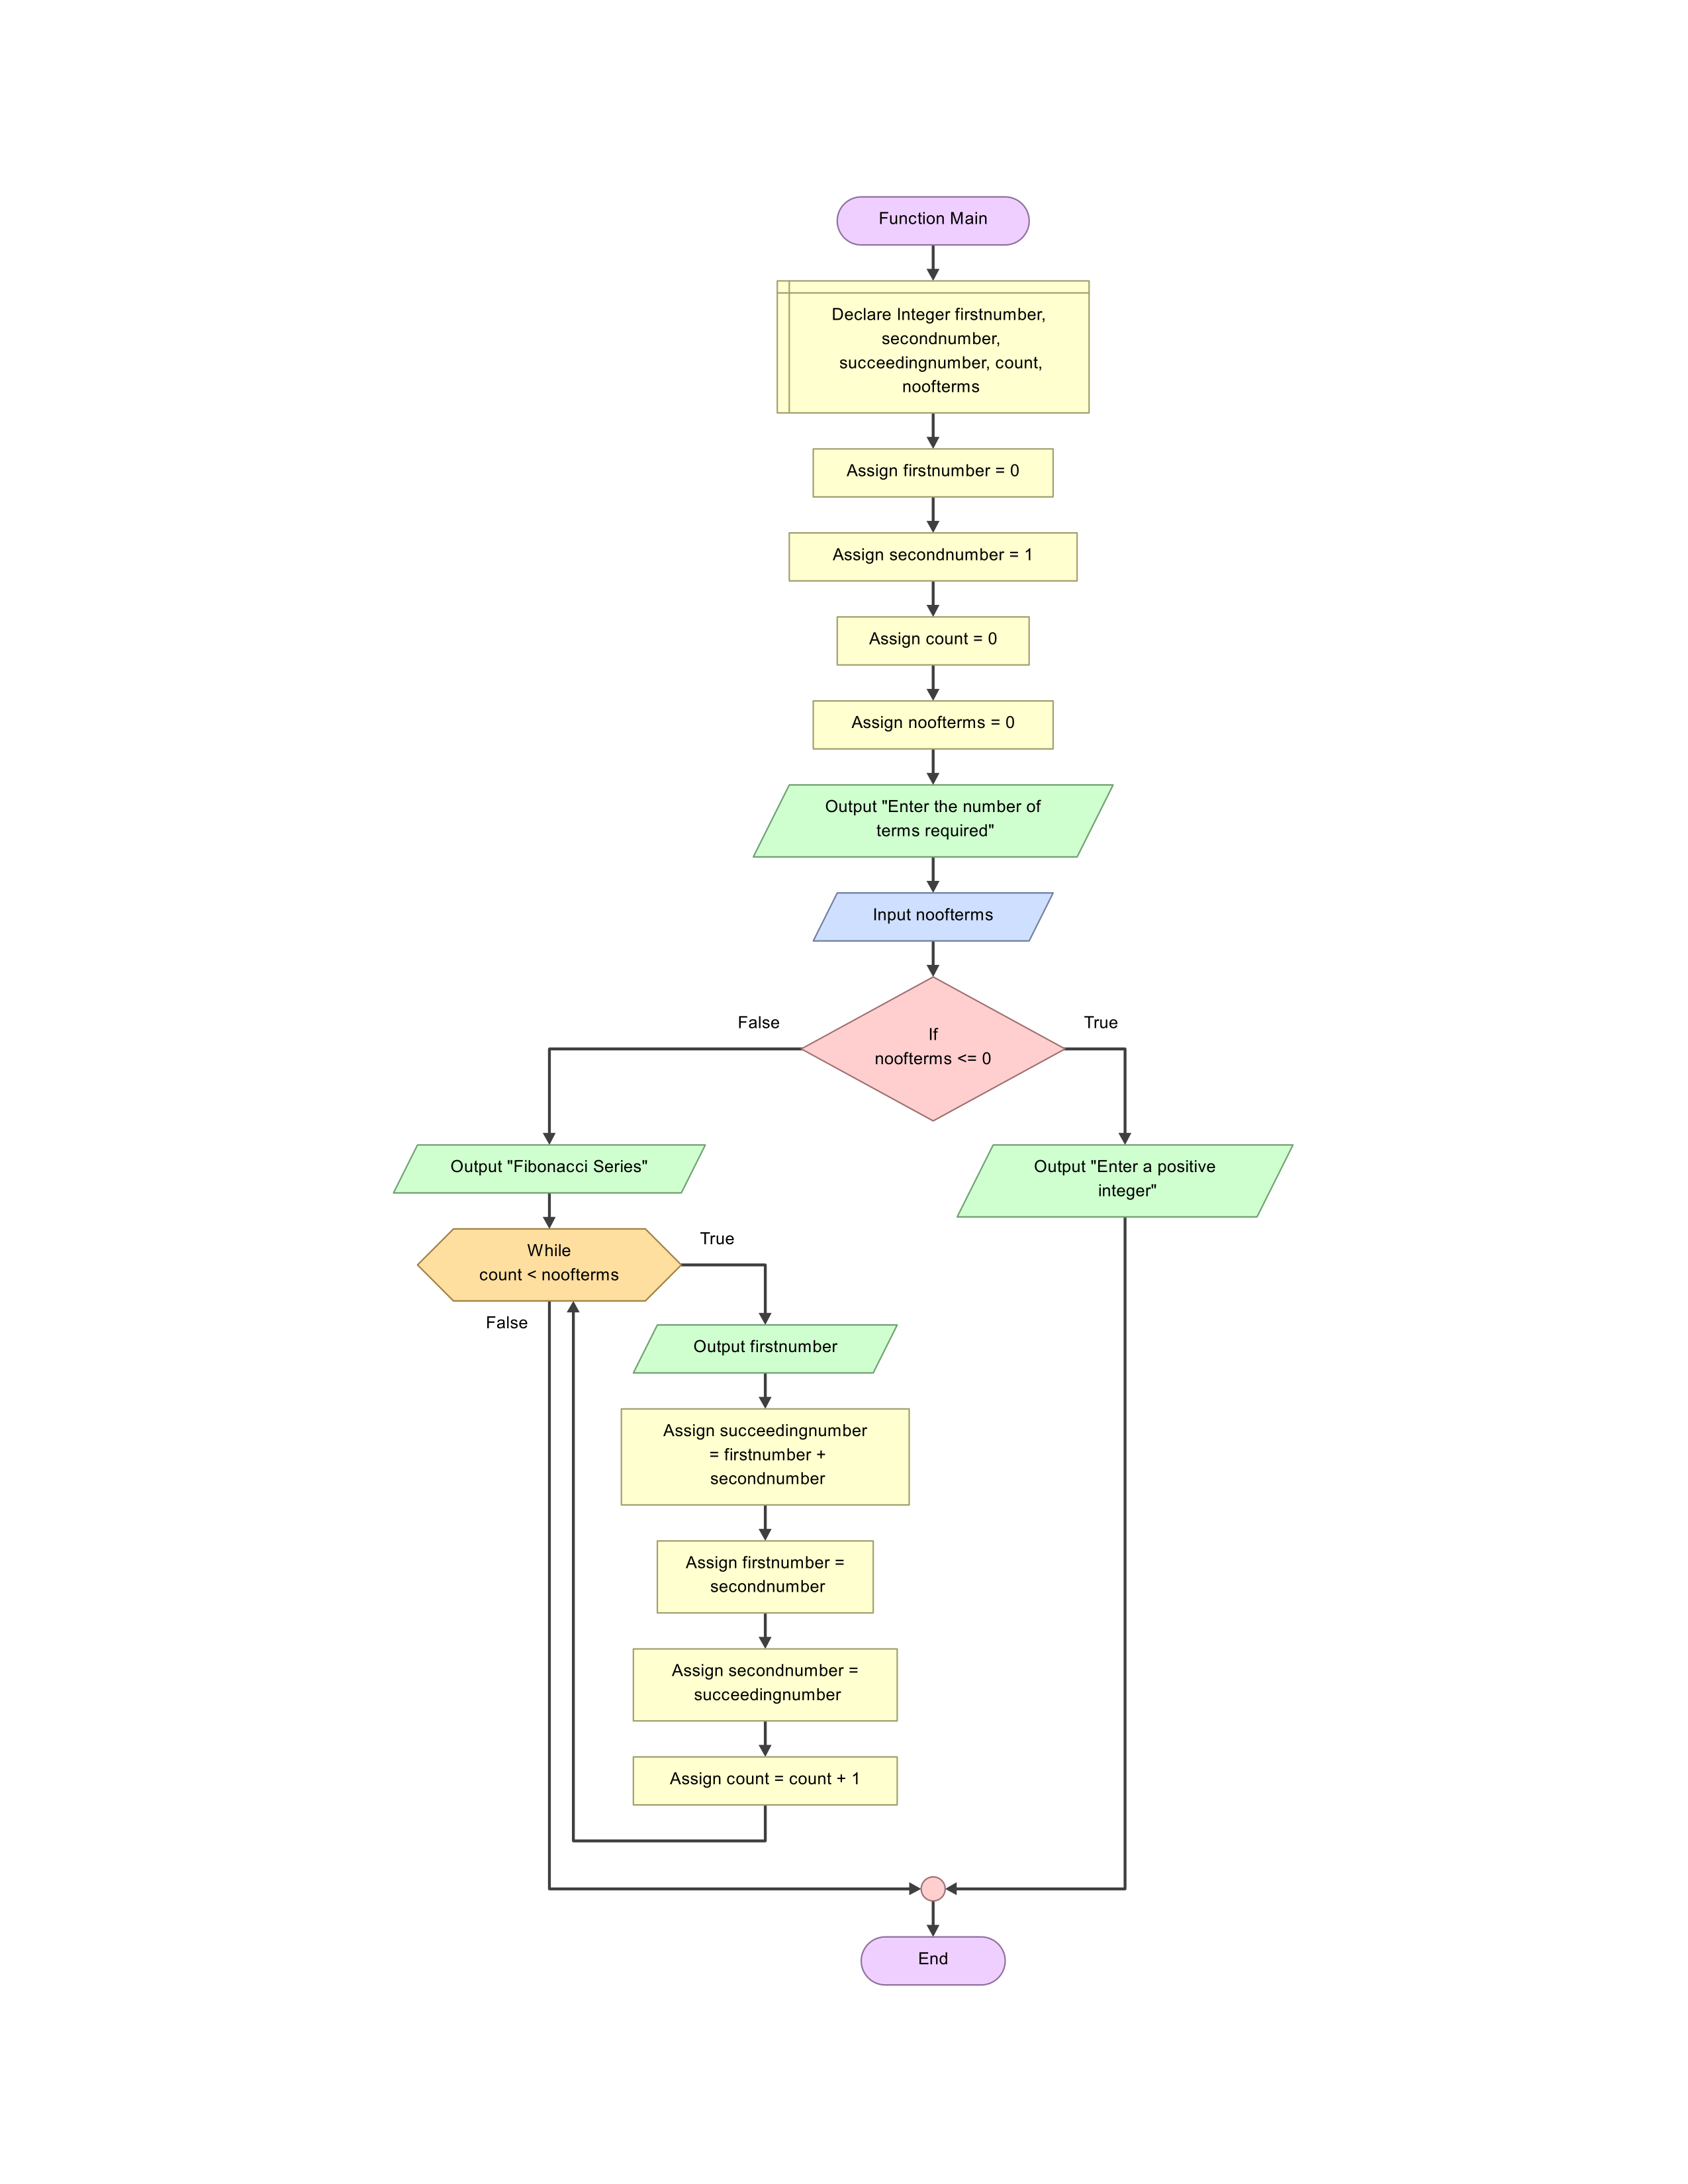 Function Main
Declare Integer firstnumber,
secondnumber,
succeedingnumber, count,
noofterms
Assign firstnumber = 0
Assign secondnumber = 1
Assign count = 0
Assign noofterms = 0
Output "Enter the number of
terms required"
Input noofterms
If
noofterms <= 0
False
True
Output "Fibonacci Series"
Output "Enter a positive
integer"
While
count < noofterms
True
False
Output firstnumber
Assign succeedingnumber
= firstnumber +
secondnumber
Assign firstnumber =
secondnumber
Assign secondnumber =
succeedingnumber
Assign count = count + 1
End